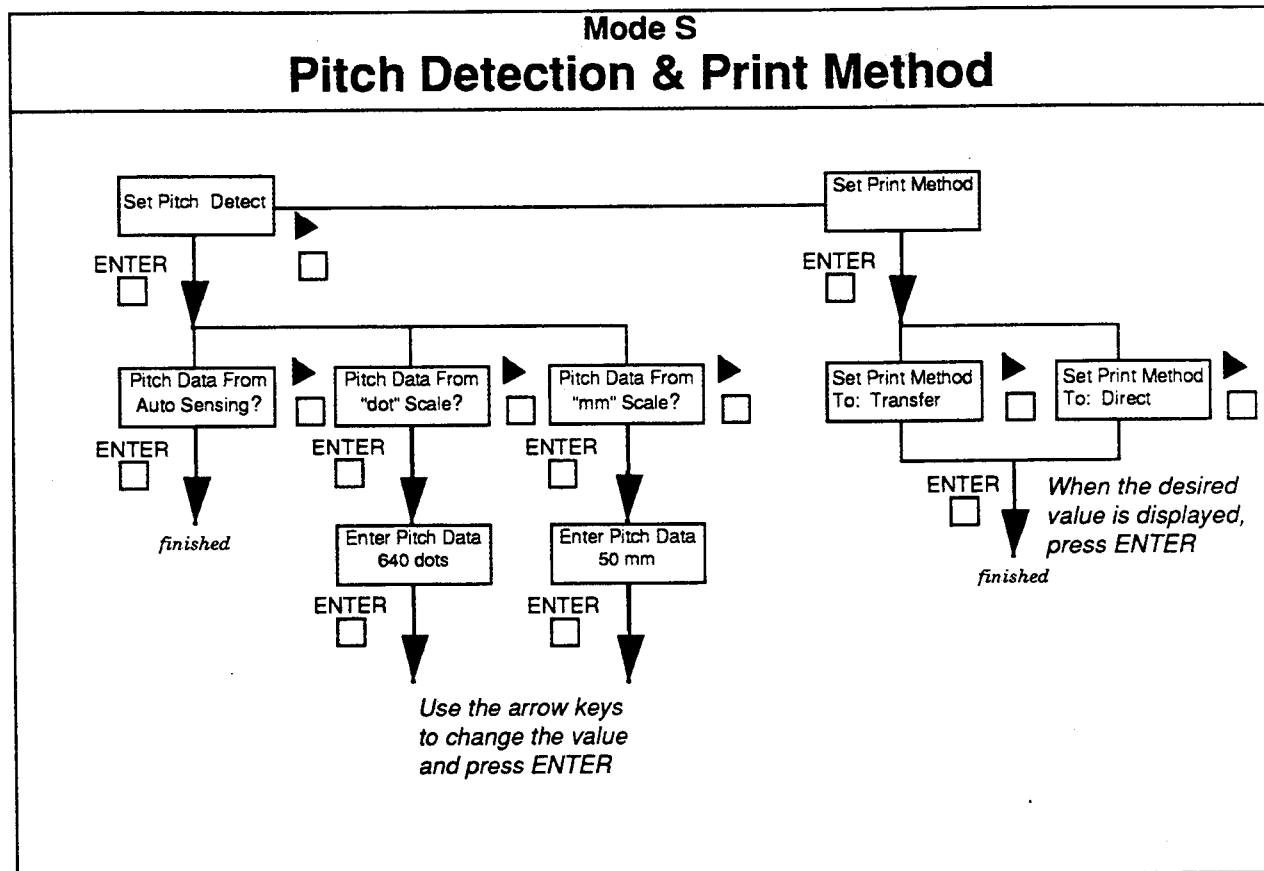 Mode S
Pitch Detection & Print Method
Set Pitch Detect
Set Print Method
ENTER
ENTER
Pitch Data From
Auto Sensing?
Pitch Data From
"dot" Scale?
Pitch Data From
"mm" Scale?
Set Print Method
To: Transfer
Set Print Method
To: Direct
ENTER
ENTER
ENTER
ENTER
When the desired
value is displayed,
press ENTER
finished
Enter Pitch Data
640 dots
Enter Pitch Data
50 mm
finished
ENTER
ENTER
Use the arrow keys
to change the value
and press ENTER